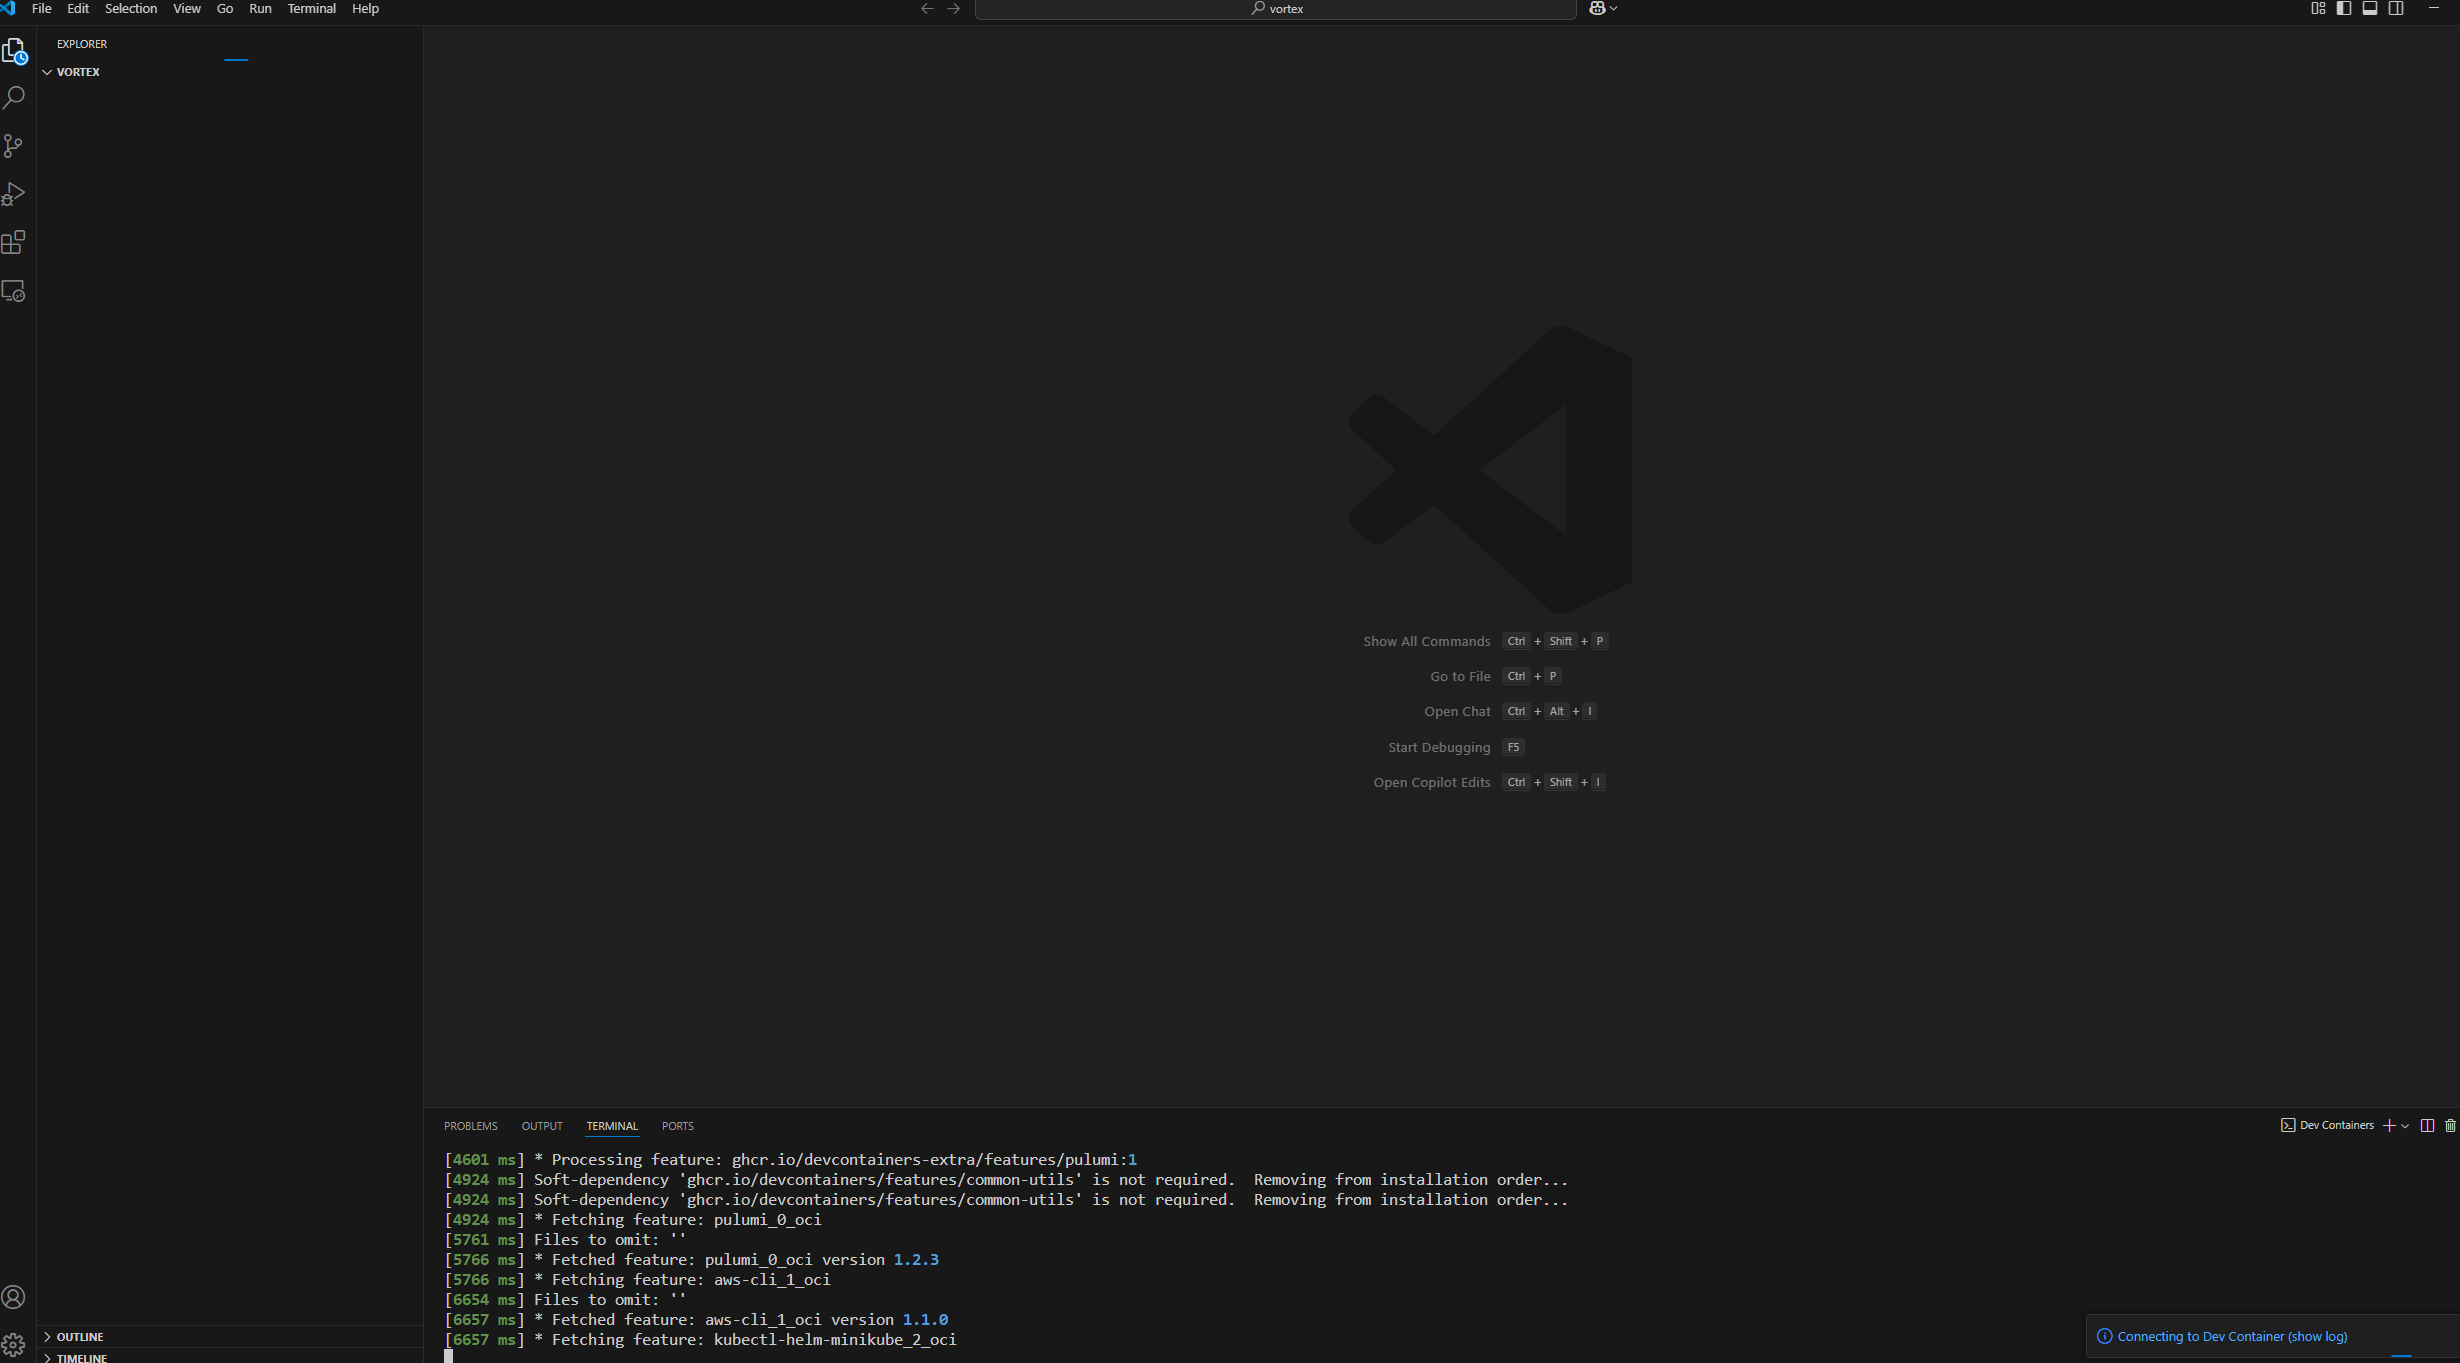 File Edit Selection View Go Run Terminal Help
vortex
EXPLORER
VORTEX
Show All Commands Ctrl + Shift + P
Go to File Ctrl + P
Open Chat Ctrl + Alt + I
Start Debugging F5
Open Copilot Edits Ctrl + Shift + I
PROBLEMS OUTPUT TERMINAL PORTS
Dev Containers
[4601 ms] * Processing feature: ghcr.io/devcontainers-extra/features/pulumi:1
[4924 ms] Soft-dependency 'ghcr.io/devcontainers/features/common-utils' is not required.  Removing from installation order...
[4924 ms] Soft-dependency 'ghcr.io/devcontainers/features/common-utils' is not required.  Removing from installation order...
[4924 ms] * Fetching feature: pulumi_0_oci
[5761 ms] Files to omit: ''
[5766 ms] * Fetched feature: pulumi_0_oci version 1.2.3
[5766 ms] * Fetching feature: aws-cli_1_oci
[6654 ms] Files to omit: ''
[6657 ms] * Fetched feature: aws-cli_1_oci version 1.1.0
[6657 ms] * Fetching feature: kubectl-helm-minikube_2_oci
OUTLINE
TIMELINE
Connecting to Dev Container (show log)